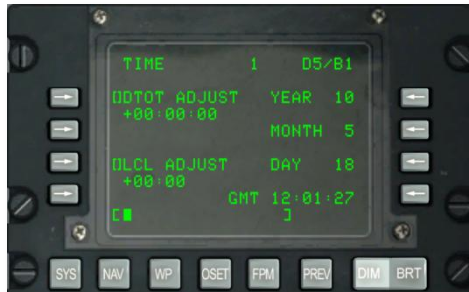 TIME 1 D5/B1
[]DTOT ADJUST YEAR 10
+00:00:00
MONTH 5
[]LCL ADJUST DAY 18
+00:00
GMT 12:01:27
[ ]
SYS NAV WP OSET FPM PREV DIM BRT